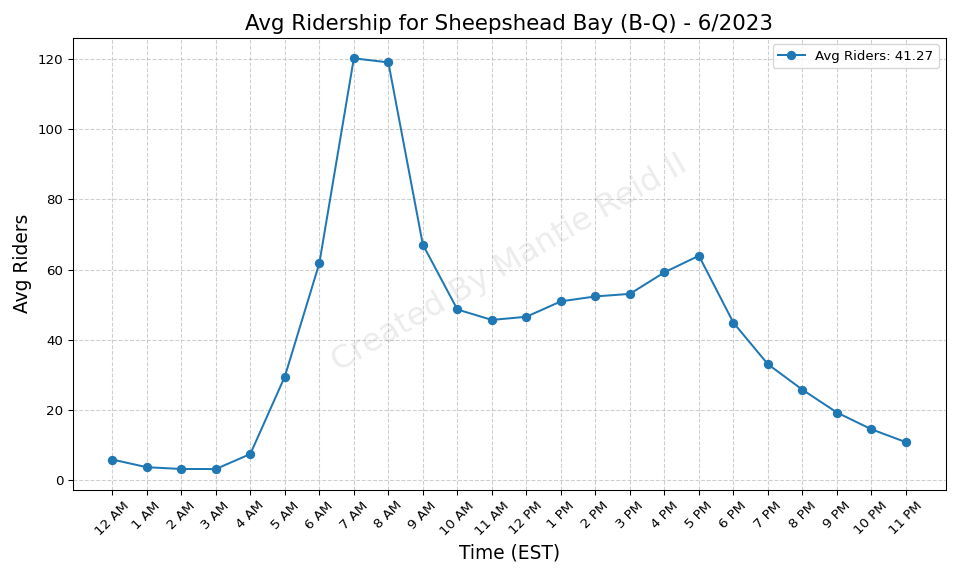 Avg Ridership for Sheepshead Bay (B-Q) - 6/2023
Avg Riders: 41.27
120
100
80
60
40
20
0
Avg Riders
Created By Mantie Reid II
12 AM
1 AM
2 AM
3 AM
4 AM
5 AM
6 AM
7 AM
8 AM
9 AM
10 AM
11 AM
12 PM
1 PM
2 PM
3 PM
4 PM
5 PM
6 PM
7 PM
8 PM
9 PM
10 PM
11 PM
Time (EST)